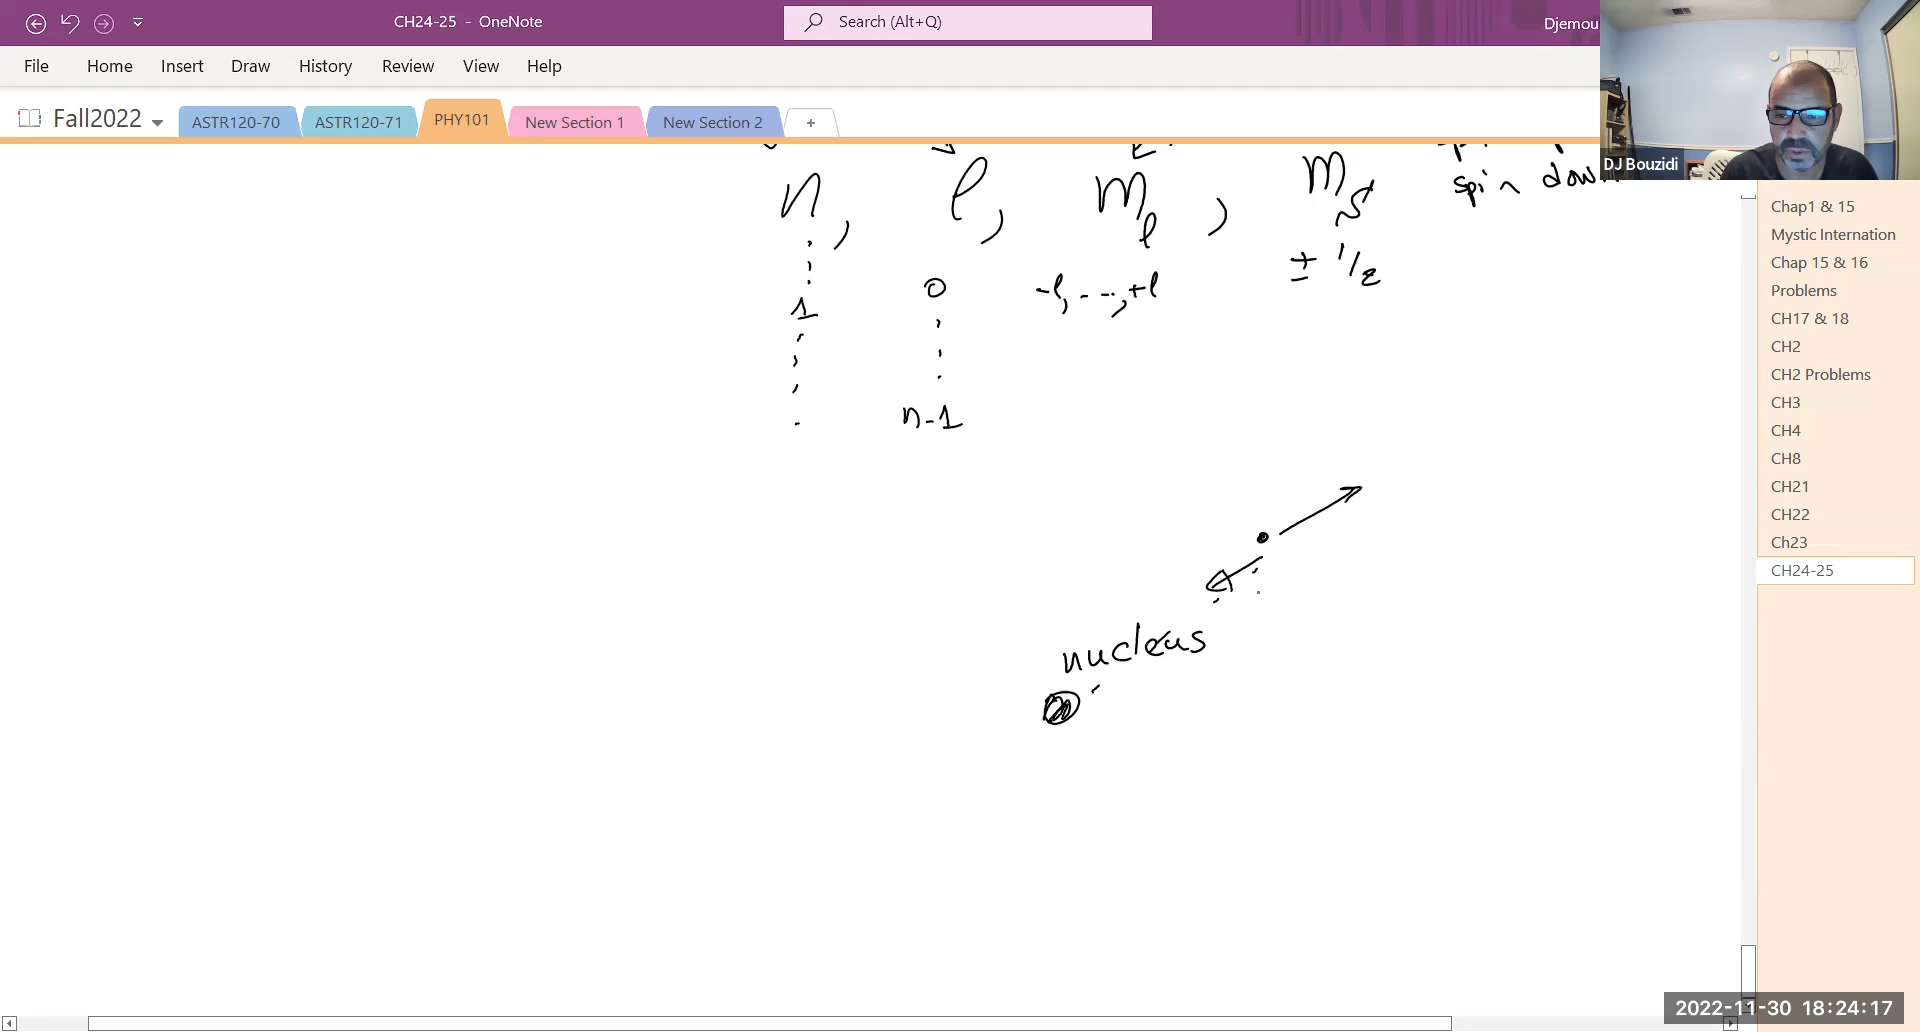 CH24-25 - OneNote
Search (Alt+Q)
Djemou
File Home Insert Draw History Review View Help
Fall2022 ASTR120-70 ASTR120-71 PHY101 New Section 1 New Section 2 +
DJ Bouzidi
n, l, m l, m s
spin down
± 1/2
1 0 -l, - - -, +l
n-1
nucleus
Chap1 & 15
Mystic Internation
Chap 15 & 16
Problems
CH17 & 18
CH2
CH2 Problems
CH3
CH4
CH8
CH21
CH22
Ch23
CH24-25
2022-11-30 18:24:17